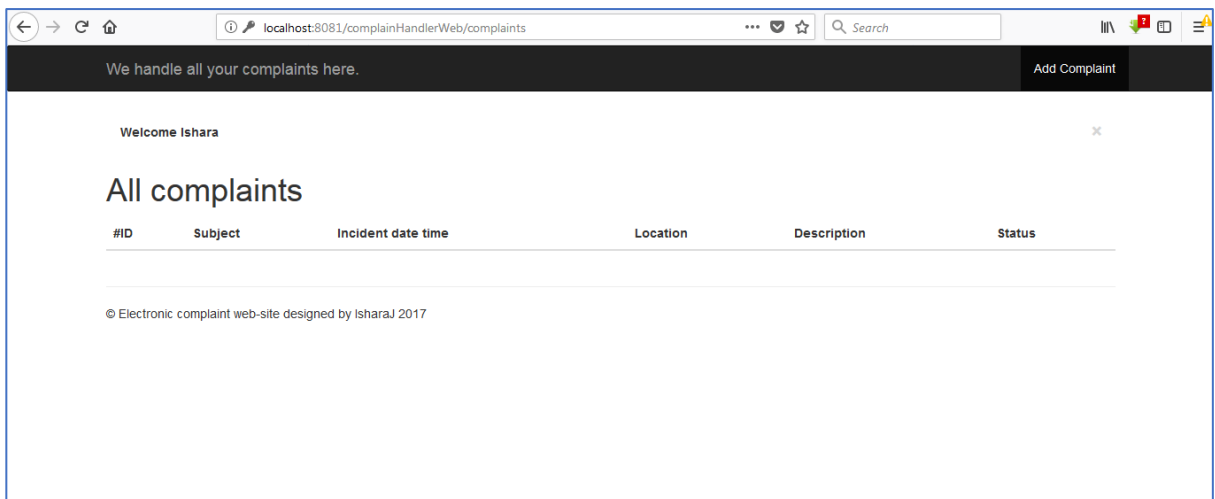 localhost:8081/complainHandlerWeb/complaints
Search
We handle all your complaints here.
Add Complaint
Welcome Ishara
×
All complaints
#ID Subject Incident date time Location Description Status
© Electronic complaint web-site designed by IsharaJ 2017